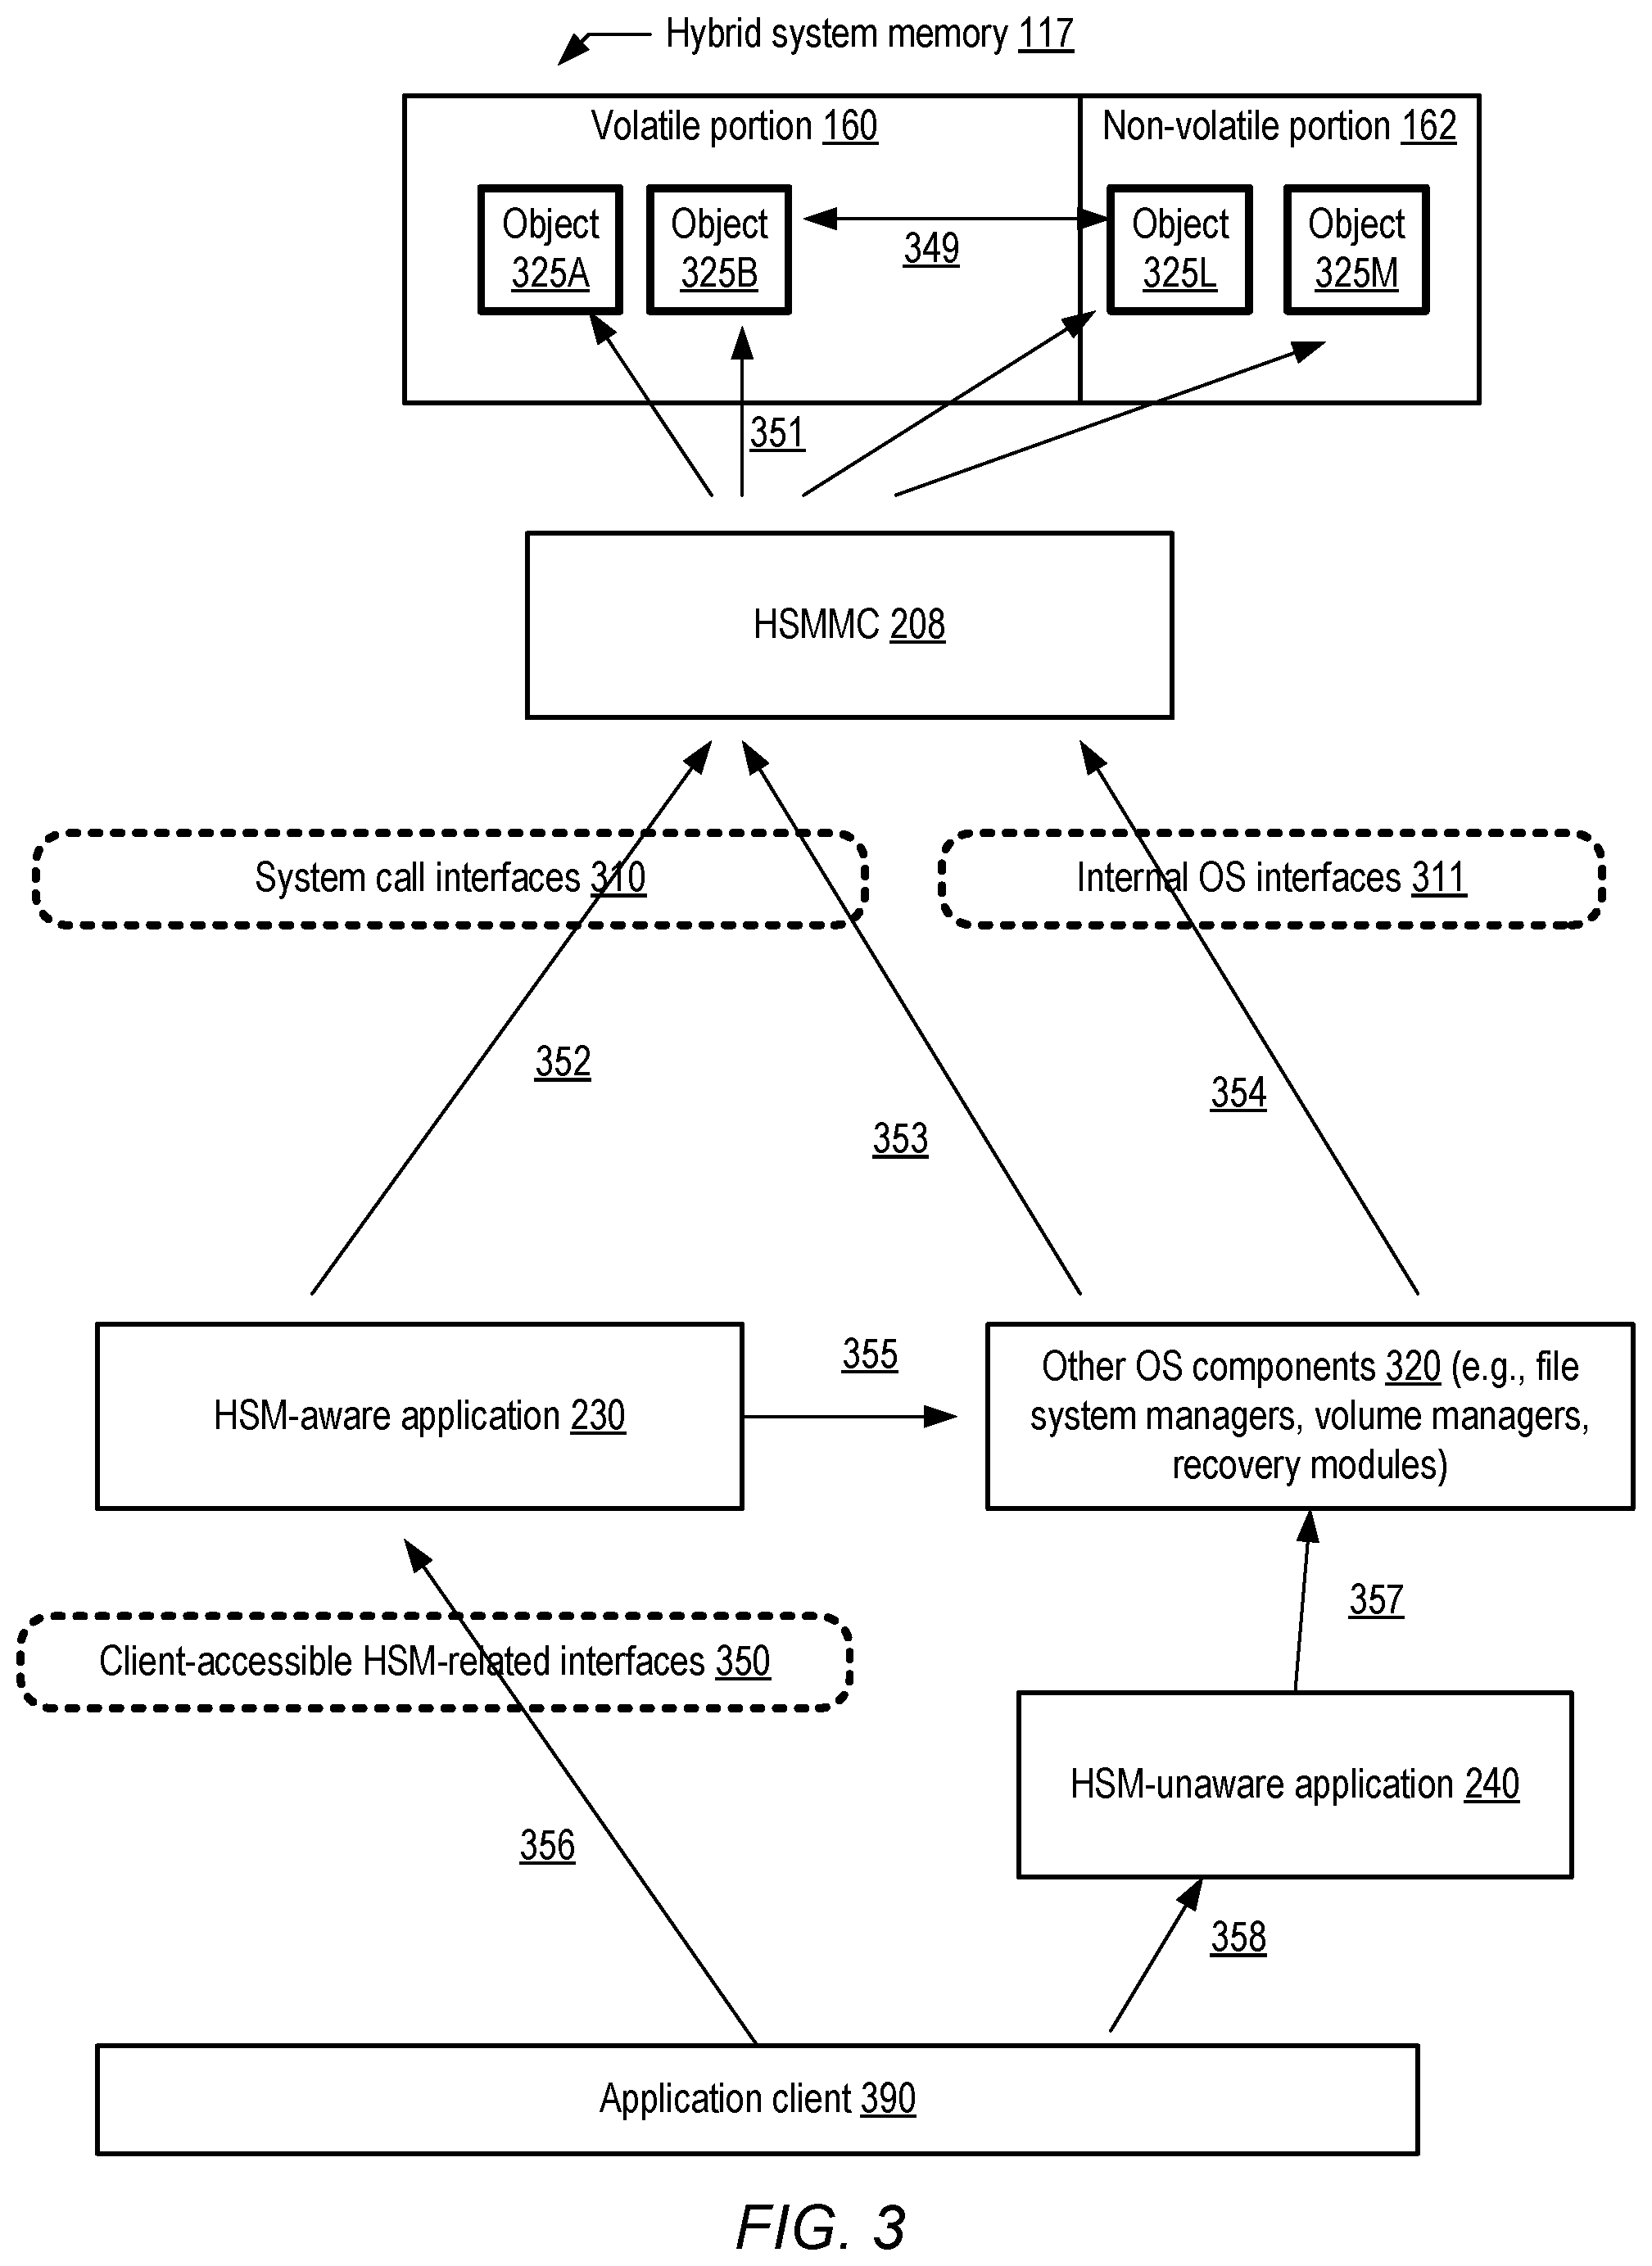 Hybrid system memory 117
Volatile portion 160
Non-volatile portion 162
Object
325A
Object
325B
349
Object
325L
Object
325M
351
HSMMC 208
System call interfaces 310
Internal OS interfaces 311
352
353
354
HSM-aware application 230
355
Other OS components 320 (e.g., file
system managers, volume managers,
recovery modules)
357
Client-accessible HSM-related interfaces 350
HSM-unaware application 240
356
358
Application client 390
FIG. 3